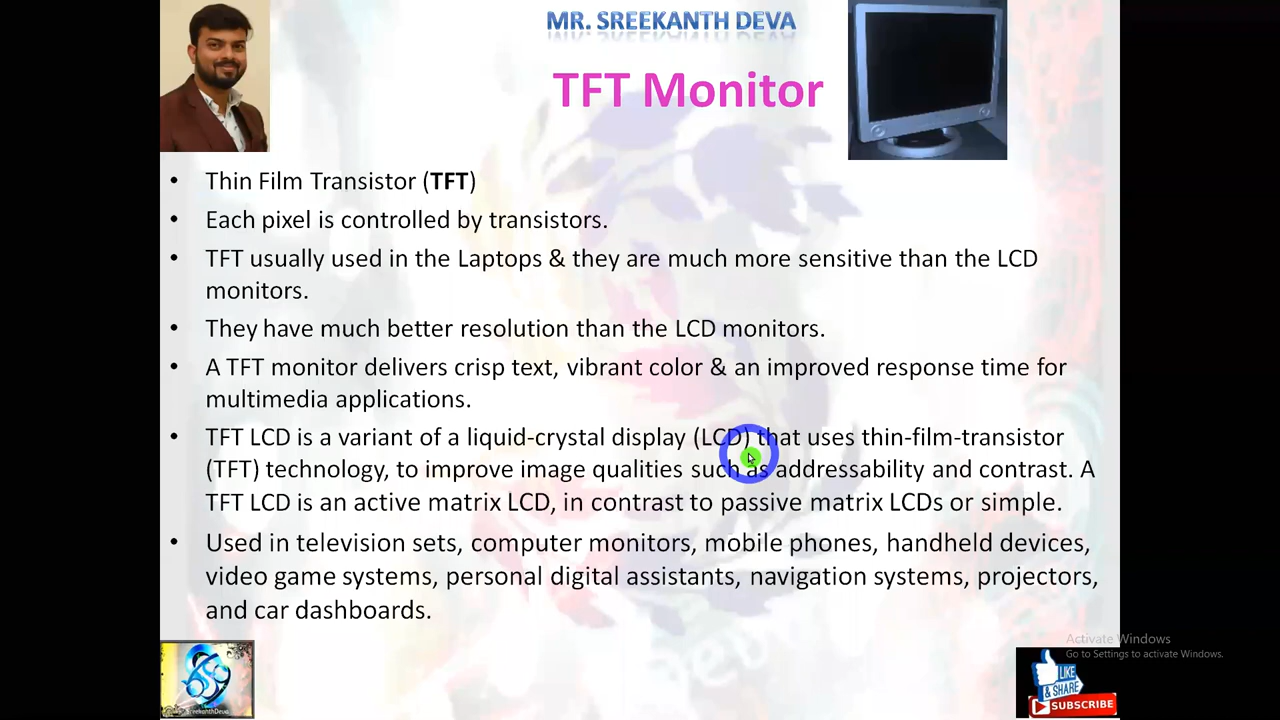 MR. SREEKANTH DEVA
TFT Monitor
• Thin Film Transistor (TFT)
• Each pixel is controlled by transistors.
• TFT usually used in the Laptops & they are much more sensitive than the LCD
monitors.
• They have much better resolution than the LCD monitors.
• A TFT monitor delivers crisp text, vibrant color & an improved response time for
multimedia applications.
• TFT LCD is a variant of a liquid-crystal display (LCD) that uses thin-film-transistor
(TFT) technology, to improve image qualities such as addressability and contrast. A
TFT LCD is an active matrix LCD, in contrast to passive matrix LCDs or simple.
• Used in television sets, computer monitors, mobile phones, handheld devices,
video game systems, personal digital assistants, navigation systems, projectors,
and car dashboards.
Activate Windows
Go to Settings to activate Windows.
LIKE
& SHARE
SUBSCRIBE
SreekanthDeva